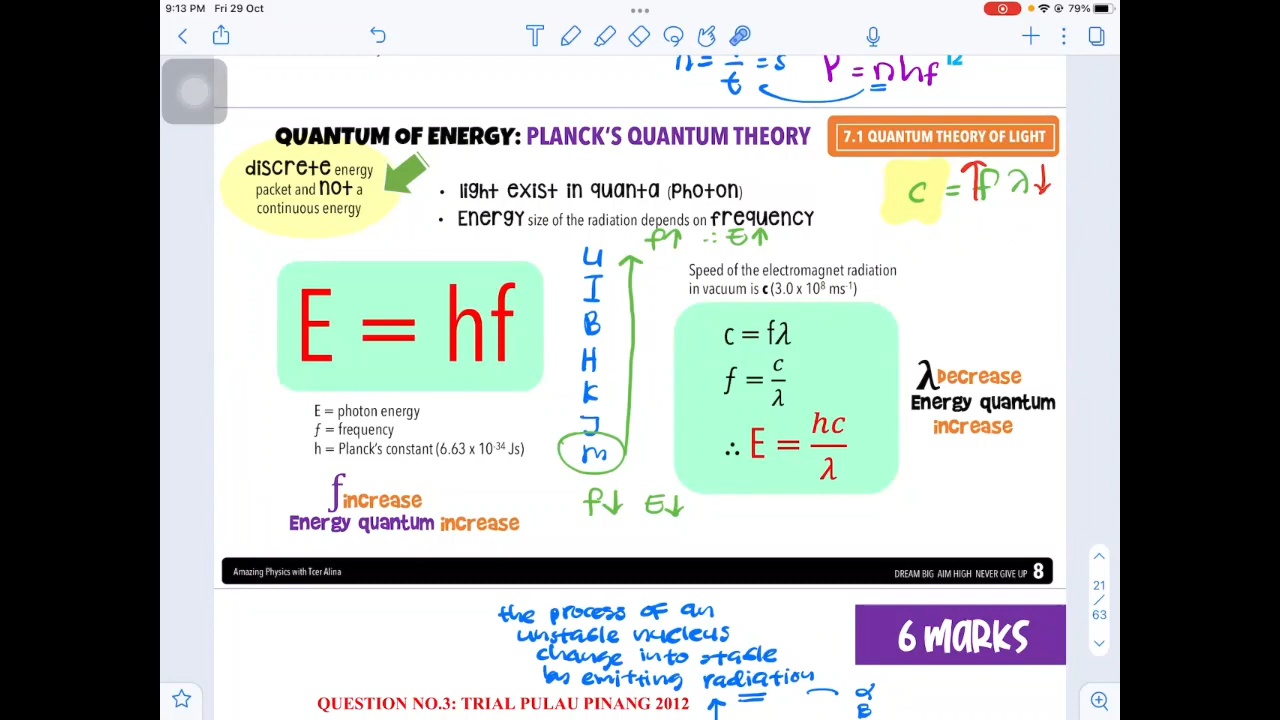 9:13 PM Fri 29 Oct
79%
P = nhf
12
t
QUANTUM OF ENERGY: PLANCK'S QUANTUM THEORY
7.1 QUANTUM THEORY OF LIGHT
discrete energy
packet and not a
continuous energy
• light exist in quanta (photon)
• Energy size of the radiation depends on frequency
c = ↑f λ↓
f↑ ∴ E↑
U
I
B
H
K
J
m
f↓ E↓
E = hf
E = photon energy
f = frequency
h = Planck's constant (6.63 x 10⁻³⁴ Js)
f increase
Energy quantum increase
Speed of the electromagnet radiation
in vacuum is c (3.0 x 10⁸ ms⁻¹)
c = fλ
f = c/λ
∴ E = hc/λ
λ Decrease
Energy quantum
increase
Amazing Physics with Tcer Alina
DREAM BIG AIM HIGH NEVER GIVE UP 8
21
/
63
the process of an
unstable nucleus
change into stable
by emitting radiation
α
B
6 MARKS
QUESTION NO.3: TRIAL PULAU PINANG 2012